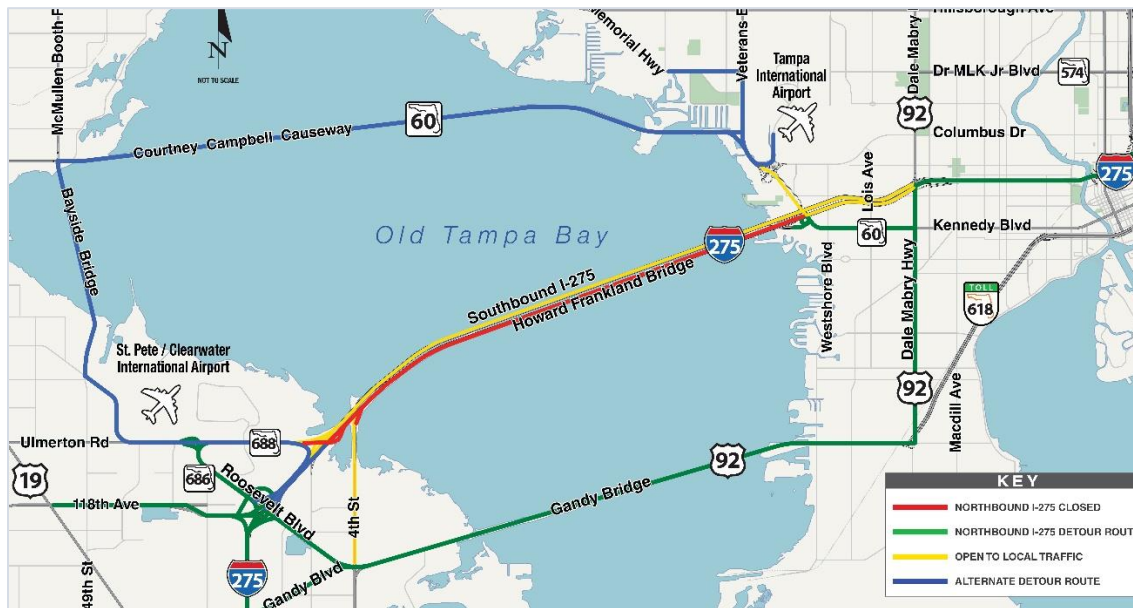 McMullen-Booth-R
N
NOT TO SCALE
Memorial Hwy
Veterans-E
Tampa
International
Airport
Dale-Mabry-
Hillsborough Ave
Dr MLK Jr Blvd
574
92
Columbus Dr
Courtney Campbell Causeway
60
Lois Ave
275
Kennedy Blvd
60
Bayside Bridge
Old Tampa Bay
275
Southbound I-275
Howard Frankland Bridge
Westshore Blvd
Dale Mabry Hwy
TOLL
618
St. Pete / Clearwater
International Airport
92
Macdill Ave
Ulmerton Rd
688
19
686
Roosevelt Blvd
118th Ave
4th St
92
Gandy Bridge
49th St
275
Gandy Blvd
KEY
NORTHBOUND I-275 CLOSED
NORTHBOUND I-275 DETOUR ROUT
OPEN TO LOCAL TRAFFIC
ALTERNATE DETOUR ROUTE